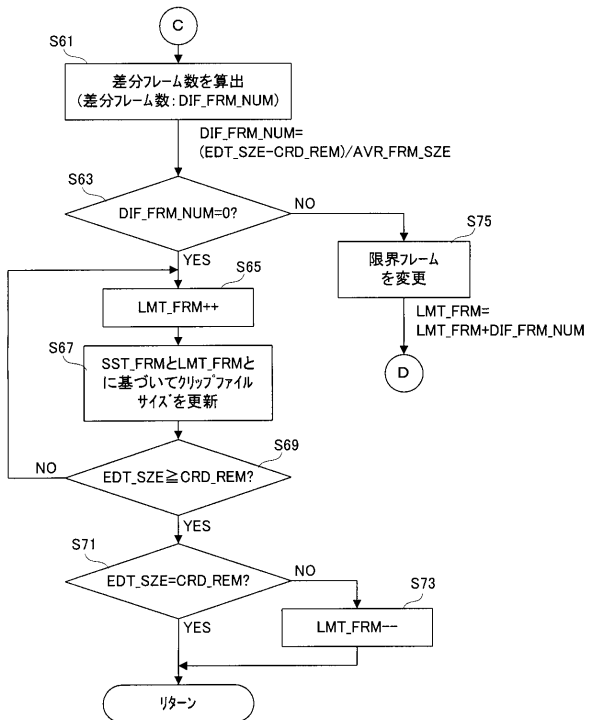 C
S61
差分フレーム数を算出
(差分フレーム数：DIF_FRM_NUM)
DIF_FRM_NUM=
(EDT_SZE-CRD_REM)/AVR_FRM_SZE
S63
DIF_FRM_NUM=0?
NO
YES
S75
限界フレーム
を変更
LMT_FRM=
LMT_FRM+DIF_FRM_NUM
D
S65
LMT_FRM++
S67
SST_FRMとLMT_FRMと
に基づいてクリップファイル
サイズを更新
S69
NO
EDT_SZE≧CRD_REM?
YES
S71
EDT_SZE=CRD_REM?
NO
YES
S73
LMT_FRM--
リターン